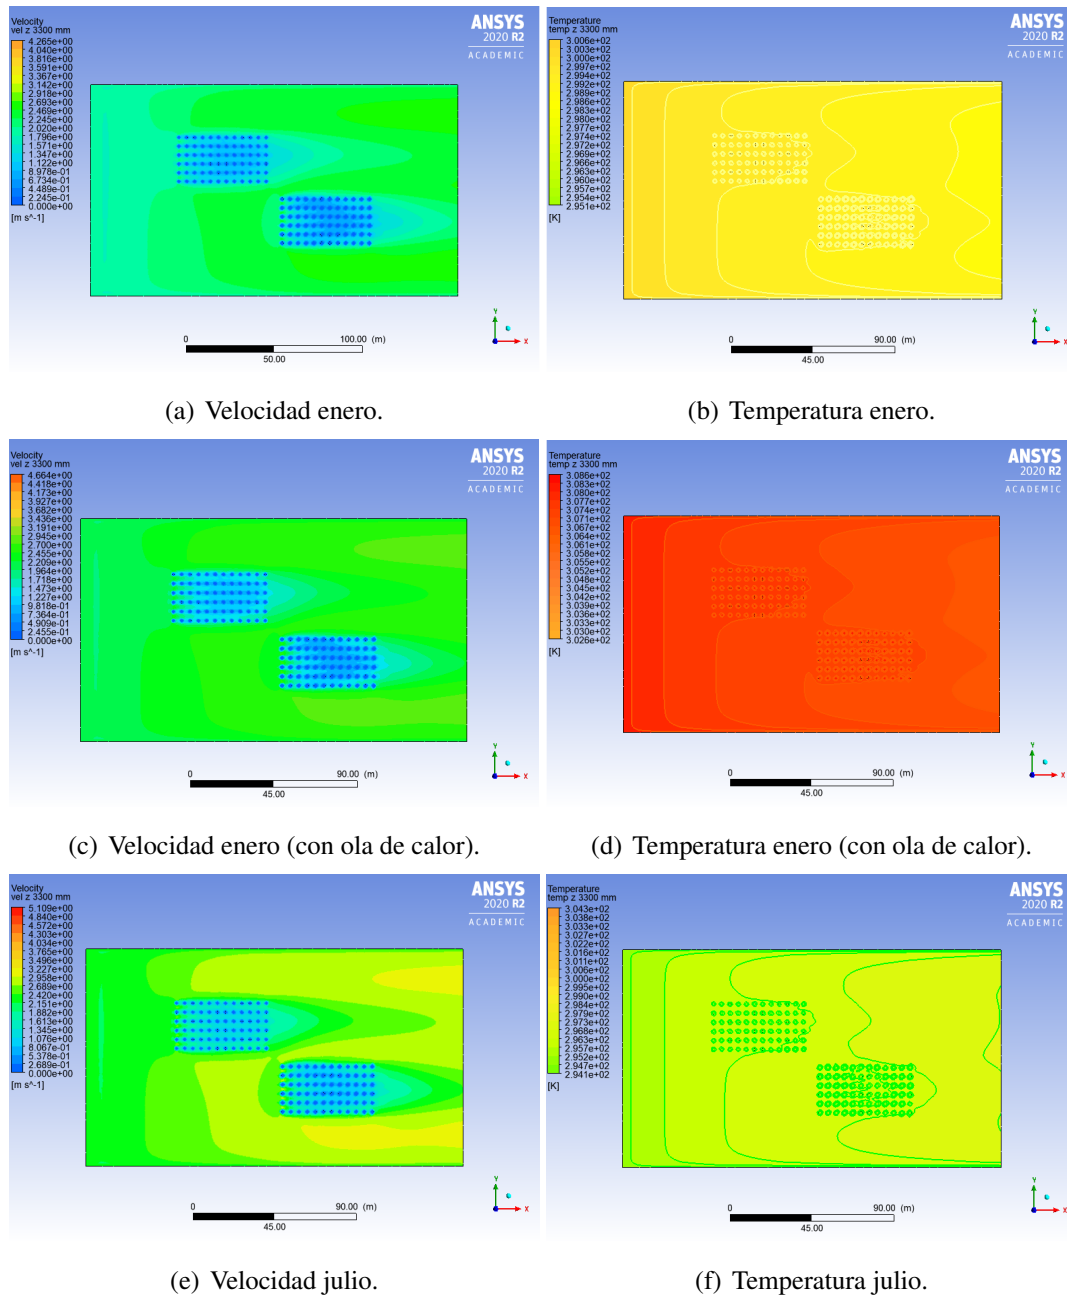 Velocity
vel z 3300 mm
4.265e+00
4.040e+00
3.816e+00
3.591e+00
3.367e+00
3.142e+00
2.918e+00
2.693e+00
2.469e+00
2.245e+00
2.020e+00
1.796e+00
1.571e+00
1.347e+00
1.122e+00
8.978e-01
6.734e-01
4.489e-01
2.245e-01
0.000e+00
[m s^-1]
ANSYS
2020 R2
ACADEMIC
0
100.00 (m)
50.00
Y
X
Temperature
temp z 3300 mm
3.006e+02
3.003e+02
3.000e+02
2.997e+02
2.994e+02
2.992e+02
2.989e+02
2.986e+02
2.983e+02
2.980e+02
2.977e+02
2.974e+02
2.972e+02
2.969e+02
2.966e+02
2.963e+02
2.960e+02
2.957e+02
2.954e+02
2.951e+02
[K]
ANSYS
2020 R2
ACADEMIC
0
90.00 (m)
45.00
Y
X
(a) Velocidad enero.
(b) Temperatura enero.
Velocity
vel z 3300 mm
4.664e+00
4.418e+00
4.173e+00
3.927e+00
3.682e+00
3.436e+00
3.191e+00
2.945e+00
2.700e+00
2.455e+00
2.209e+00
1.964e+00
1.718e+00
1.473e+00
1.227e+00
9.818e-01
7.364e-01
4.909e-01
2.455e-01
0.000e+00
[m s^-1]
ANSYS
2020 R2
ACADEMIC
0
90.00 (m)
45.00
Y
X
Temperature
temp z 3300 mm
3.086e+02
3.083e+02
3.080e+02
3.077e+02
3.074e+02
3.071e+02
3.067e+02
3.064e+02
3.061e+02
3.058e+02
3.055e+02
3.052e+02
3.048e+02
3.045e+02
3.042e+02
3.039e+02
3.036e+02
3.033e+02
3.030e+02
3.026e+02
[K]
ANSYS
2020 R2
ACADEMIC
0
90.00 (m)
45.00
Y
X
(c) Velocidad enero (con ola de calor).
(d) Temperatura enero (con ola de calor).
Velocity
vel z 3300 mm
5.109e+00
4.840e+00
4.572e+00
4.303e+00
4.034e+00
3.765e+00
3.496e+00
3.227e+00
2.958e+00
2.689e+00
2.420e+00
2.151e+00
1.882e+00
1.613e+00
1.345e+00
1.076e+00
8.067e-01
5.378e-01
2.689e-01
0.000e+00
[m s^-1]
ANSYS
2020 R2
ACADEMIC
0
90.00 (m)
45.00
Y
X
Temperature
temp z 3300 mm
3.043e+02
3.038e+02
3.033e+02
3.027e+02
3.022e+02
3.016e+02
3.011e+02
3.006e+02
3.000e+02
2.995e+02
2.990e+02
2.984e+02
2.979e+02
2.973e+02
2.968e+02
2.963e+02
2.957e+02
2.952e+02
2.947e+02
2.941e+02
[K]
ANSYS
2020 R2
ACADEMIC
0
90.00 (m)
45.00
Y
X
(e) Velocidad julio.
(f) Temperatura julio.